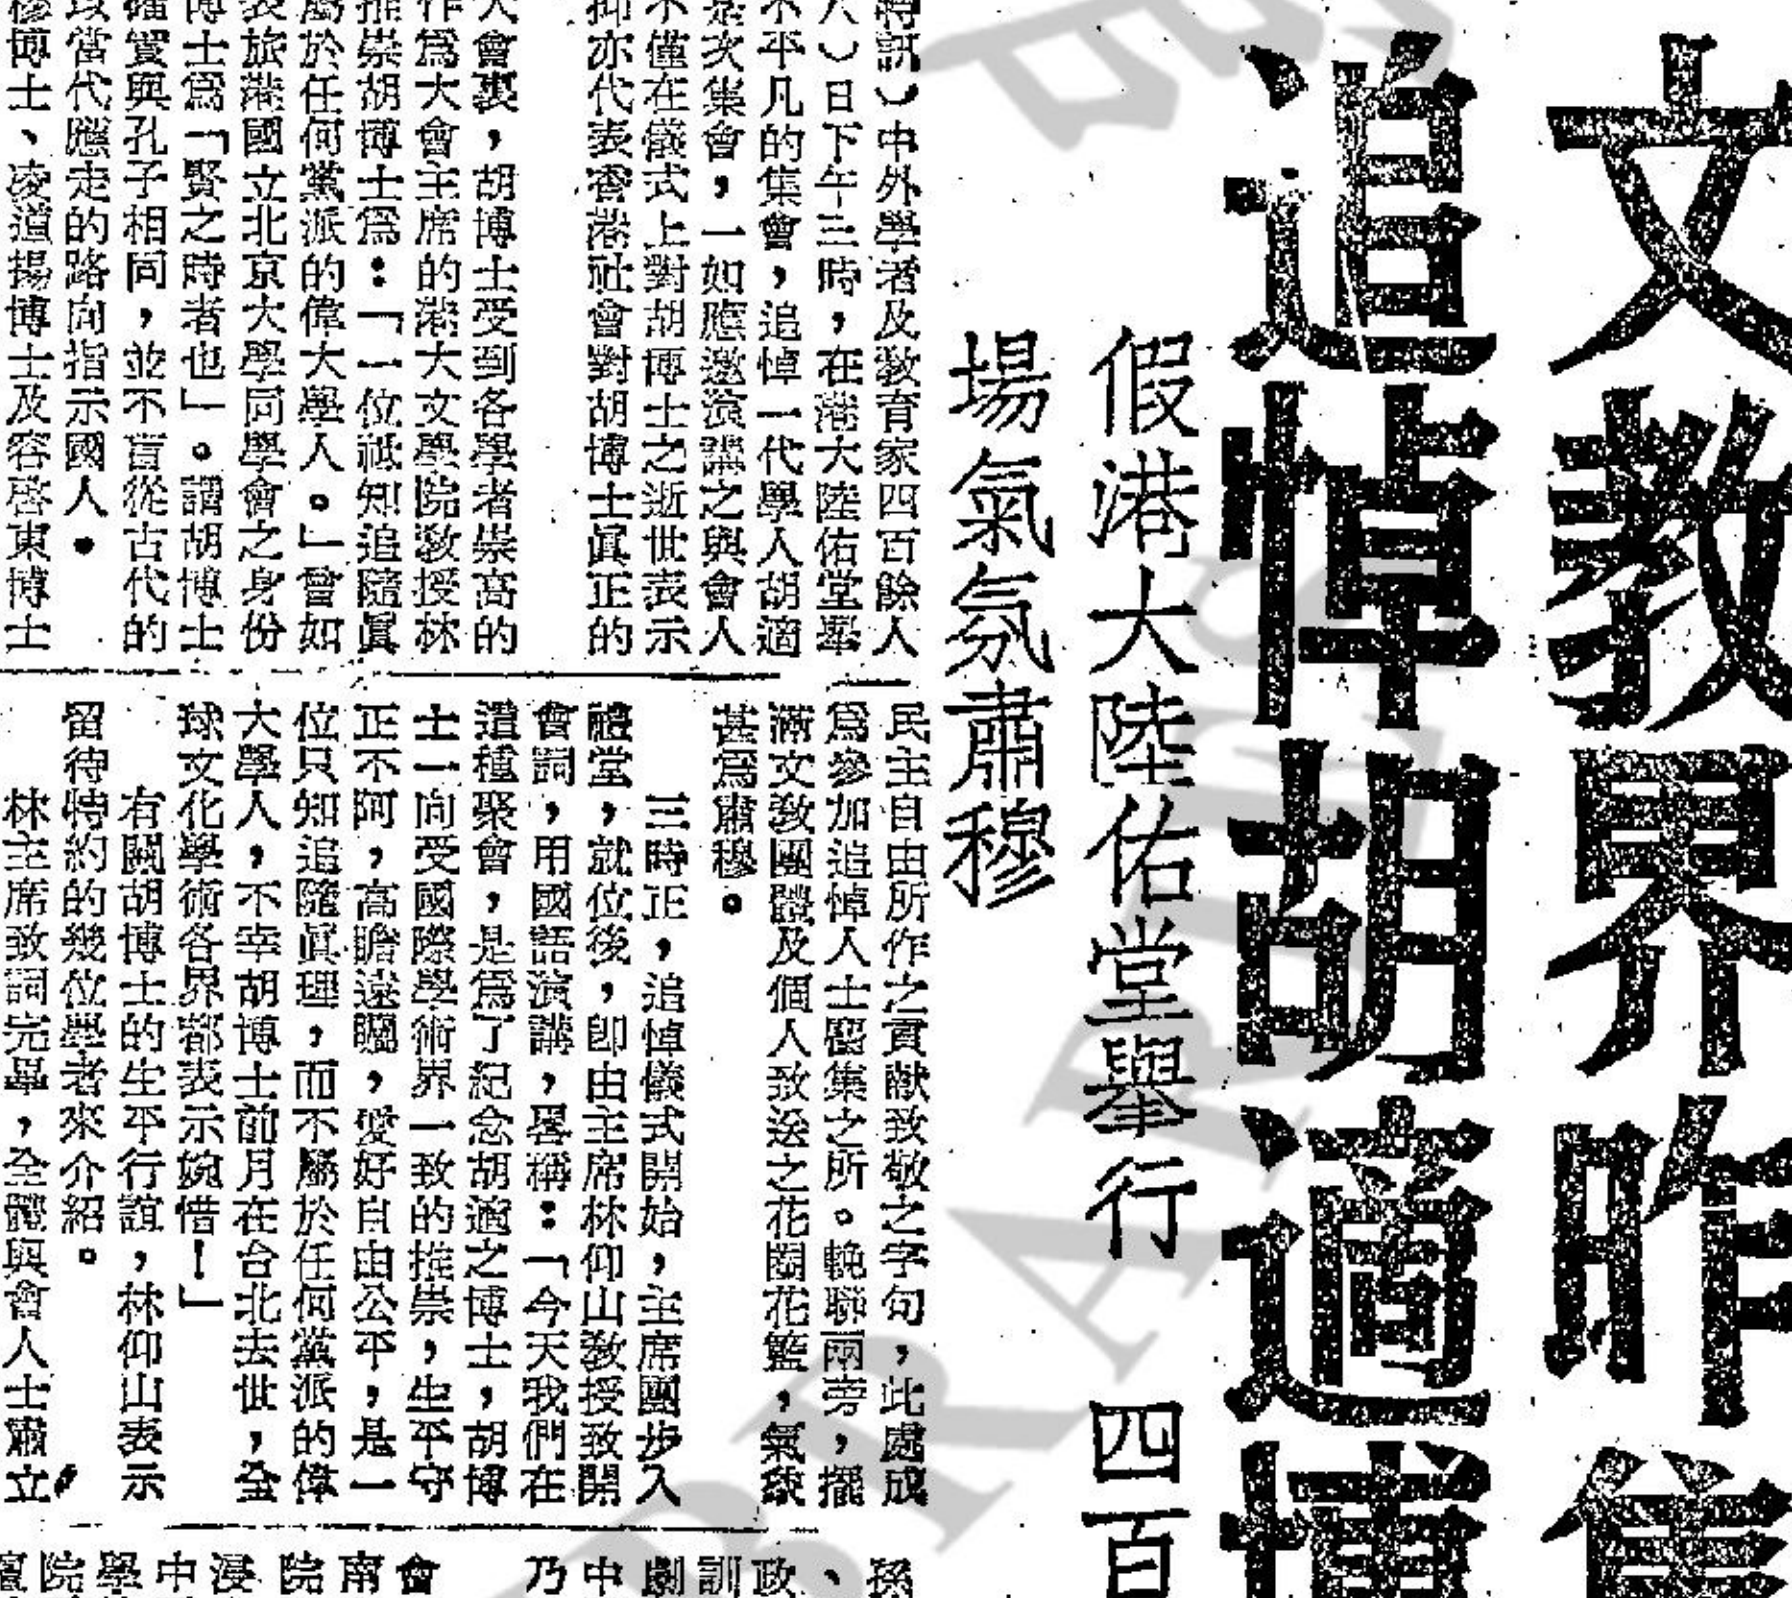 文教界昨集
追悼胡適博
假港大陸佑堂舉行 四百
場氣氛肅穆
特訊）中外學者及敎育家四百餘人
八）日下午三時，在港大陸佑堂舉
不平凡的集會，追悼一代學人胡適
是次集會，一如應邀演講之與會人
不僅在儀式上對胡博士之逝世表示
抑亦代表香港社會對胡博士眞正的
大會裏，胡博士受到各學者崇高的
作爲大會主席的港大文學院敎授林
推崇胡博士爲：「一位祇知追隨眞
屬於任何黨派的偉大學人。」曾如
表旅港國立北京大學同學會之身份
博士爲「賢之時者也」。謂胡博士
確實與孔子相同，並不盲從古代的
以當代應走的路向指示國人。
穆博士、凌道揚博士及容啓東博士
民主自由所作之貢献致敬之字句，此處成
爲參加追悼人士羣集之所。輓聯兩旁，擺
滿文敎團體及個人致送之花圈花籃，氣象
甚爲肅穆。
三時正，追悼儀式開始，主席團步入
禮堂，就位後，卽由主席林仰山敎授致開
會詞，用國語演講，畧稱：「今天我們在
這種聚會，是爲了紀念胡適之博士，胡博
士一向受國際學術界一致的推崇，生平守
正不阿，高瞻遠矚，愛好自由公平，是一
位只知追隨眞理，而不屬於任何黨派的偉
大學人，不幸胡博士前月在台北去世，全
球文化學術各界都表示婉惜！」
有關胡博士的生平行誼，林仰山表示
留待特約的幾位學者來介紹。
林主席致詞完畢，全體與會人士肅立
孫
、
政
訓
劇
中
乃
會
南
院
浸
中
學
院